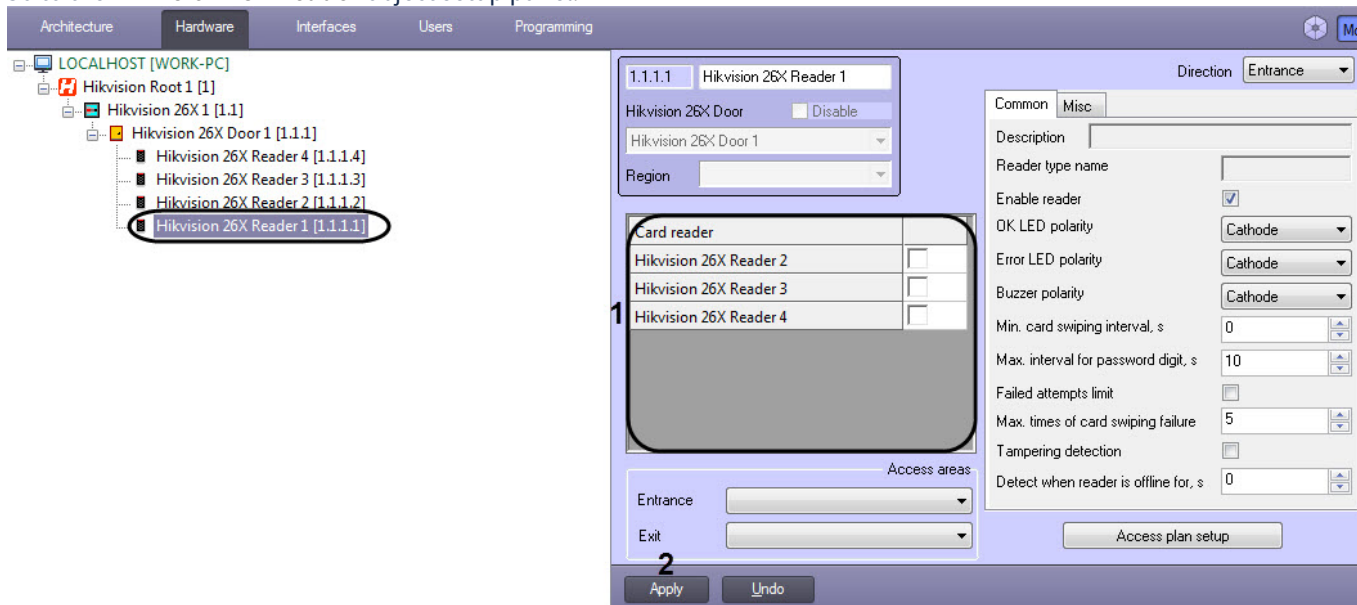 Architecture Hardware Interfaces Users Programming
LOCALHOST [WORK-PC]
Hikvision Root 1 [1]
Hikvision 26X 1 [1.1]
Hikvision 26X Door 1 [1.1.1]
Hikvision 26X Reader 4 [1.1.1.4]
Hikvision 26X Reader 3 [1.1.1.3]
Hikvision 26X Reader 2 [1.1.1.2]
Hikvision 26X Reader 1 [1.1.1.1]
1.1.1.1 Hikvision 26X Reader 1
Hikvision 26X Door Disable
Hikvision 26X Door 1
Region
Card reader
Hikvision 26X Reader 2
Hikvision 26X Reader 3
Hikvision 26X Reader 4
1
Access areas
Entrance
Exit
2
Apply Undo
Direction Entrance
Common Misc
Description
Reader type name
Enable reader
OK LED polarity Cathode
Error LED polarity Cathode
Buzzer polarity Cathode
Min. card swiping interval, s 0
Max. interval for password digit, s 10
Failed attempts limit
Max. times of card swiping failure 5
Tampering detection
Detect when reader is offline for, s 0
Access plan setup